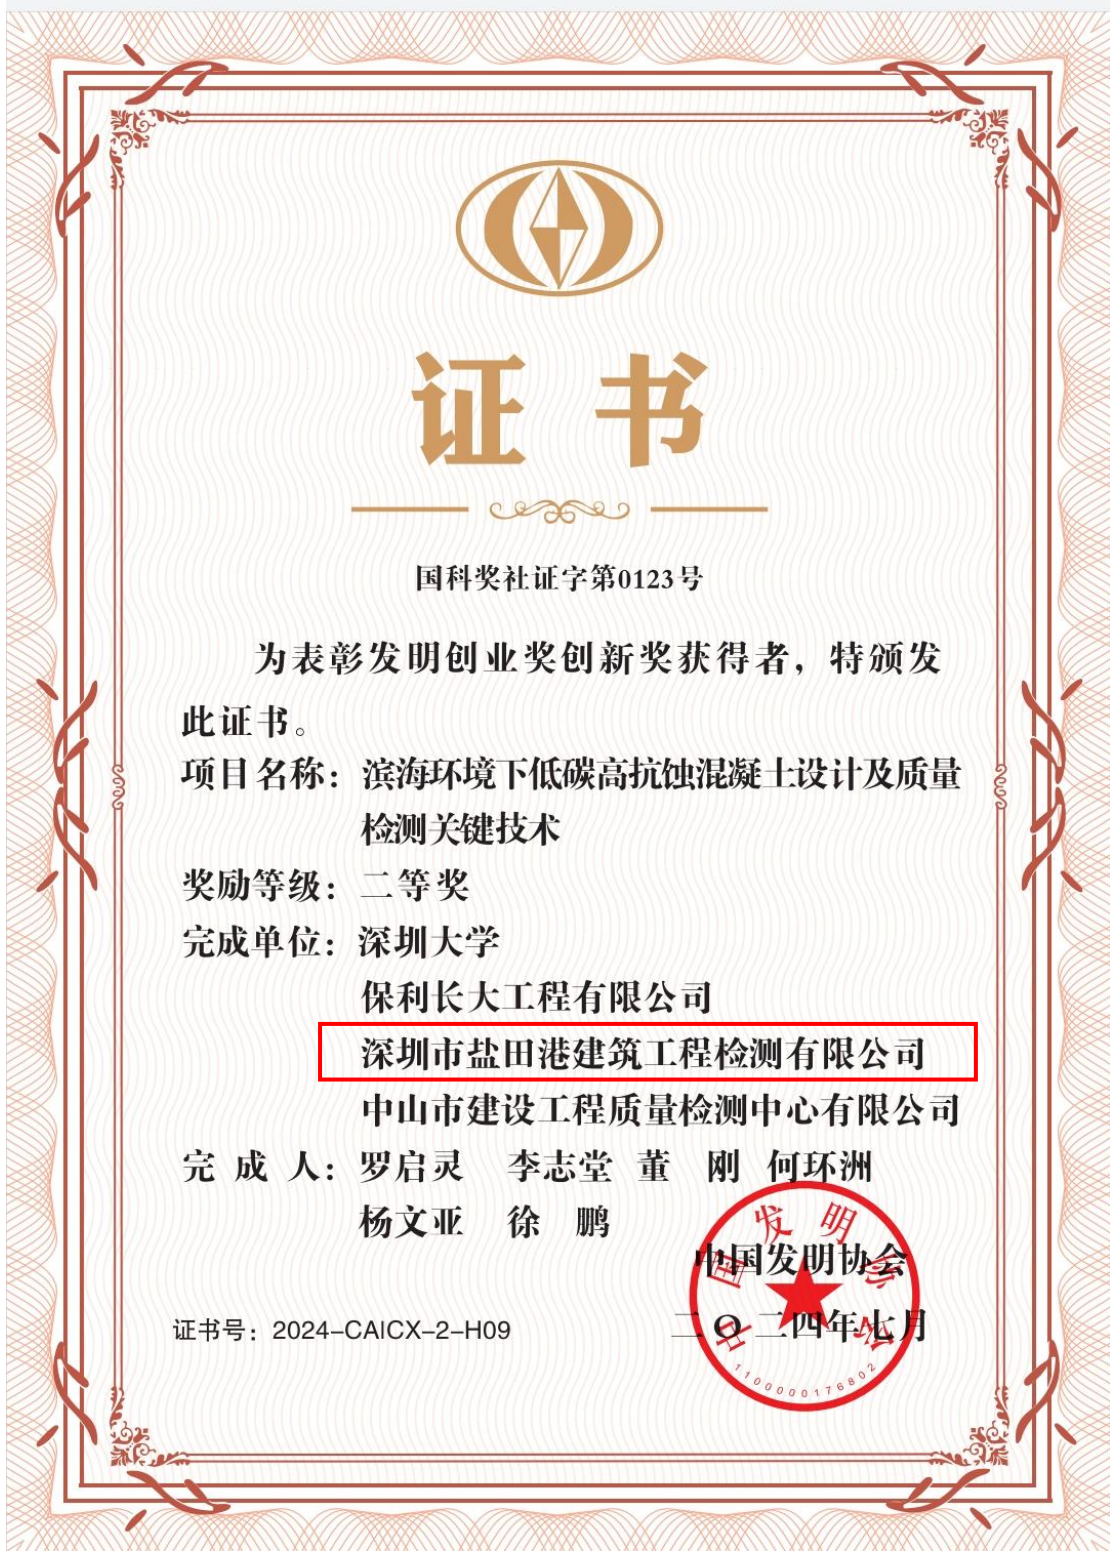 证书
国科奖社证字第0123号
为表彰发明创业奖创新奖获得者，特颁发
此证书。
项目名称：滨海环境下低碳高抗蚀混凝土设计及质量
检测关键技术
奖励等级：二等奖
完成单位：深圳大学
保利长大工程有限公司
深圳市盐田港建筑工程检测有限公司
中山市建设工程质量检测中心有限公司
完成人：罗启灵 李志堂 董刚 何环洲
杨文亚 徐鹏
中国发明协会
二〇二四年七月
证书号：2024-CAICX-2-H09
中国发明协会
1100000176802